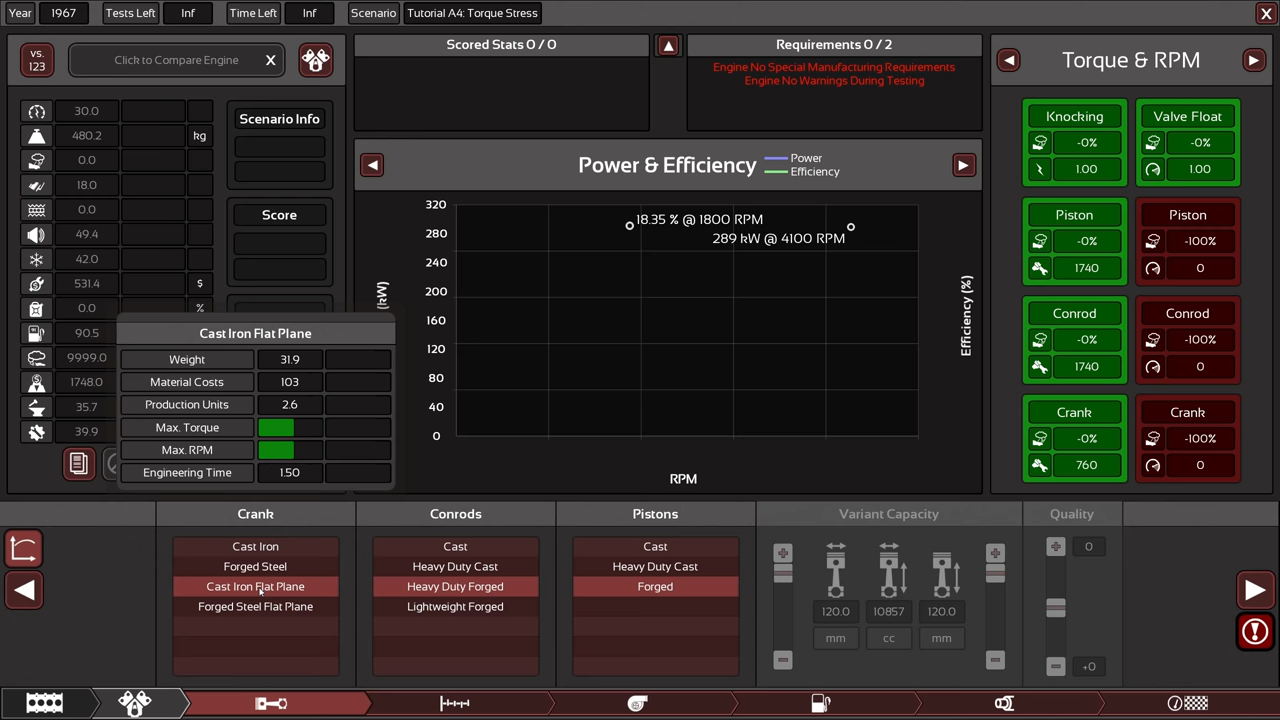 Year 1967 Tests Left Inf Time Left Inf Scenario Tutorial A4: Torque Stress X
vs. 123
Click to Compare Engine X
Scored Stats 0 / 0
Requirements 0 / 2
Engine No Special Manufacturing Requirements
Engine No Warnings During Testing
Torque & RPM
30.0
480.2 kg
0.0
18.0
0.0
49.4
42.0
531.4 $
0.0 %
90.5
9999.0
1748.0
35.7
39.9
Scenario Info
Score
Power & Efficiency
Power
Efficiency
320
280
240
200
160
120
80
40
0
(kW)
18.35 % @ 1800 RPM
289 kW @ 4100 RPM
Efficiency (%)
RPM
Knocking
-0%
1.00
Valve Float
-0%
1.00
Piston
-0%
1740
Piston
-100%
0
Conrod
-0%
1740
Conrod
-100%
0
Crank
-0%
760
Crank
-100%
0
Cast Iron Flat Plane
Weight 31.9
Material Costs 103
Production Units 2.6
Max. Torque
Max. RPM
Engineering Time 1.50
Crank
Cast Iron
Forged Steel
Cast Iron Flat Plane
Forged Steel Flat Plane
Conrods
Cast
Heavy Duty Cast
Heavy Duty Forged
Lightweight Forged
Pistons
Cast
Heavy Duty Cast
Forged
Variant Capacity
120.0 10857 120.0
mm cc mm
Quality
0
+0